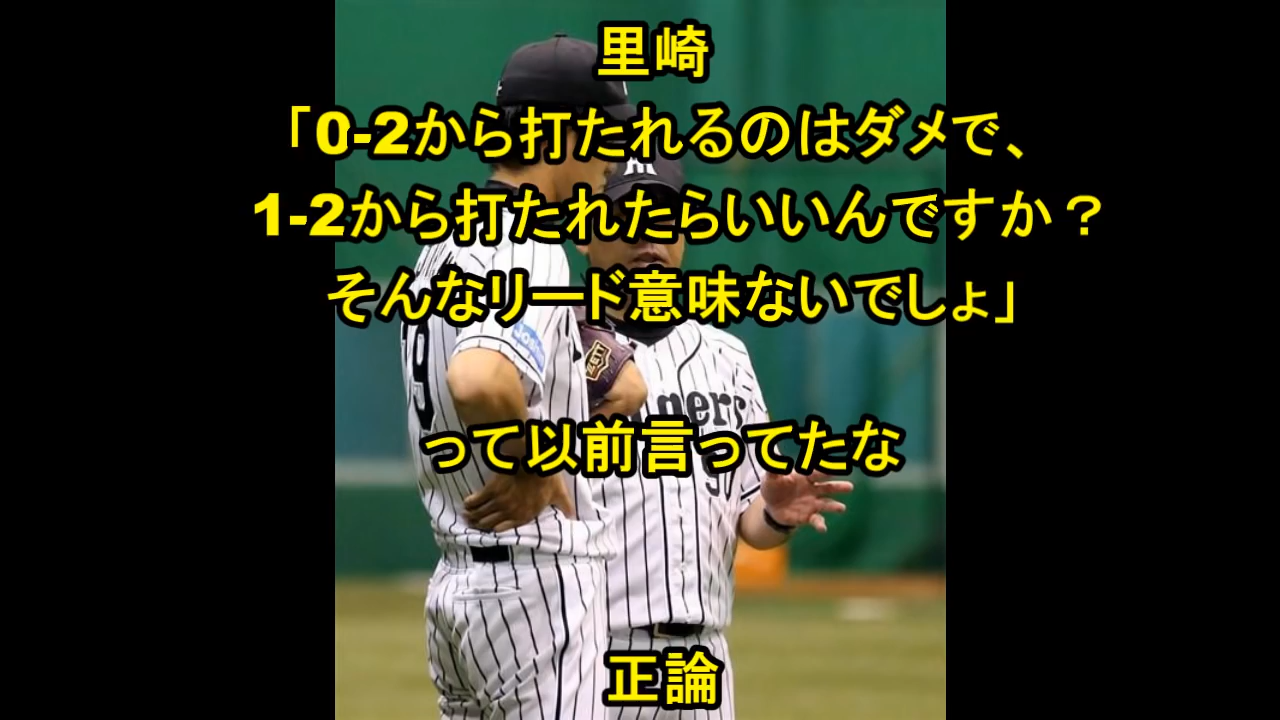 里崎
「0-2から打たれるのはダメで、
1-2から打たれたらいいんですか？
そんなリード意味ないでしょ」
って以前言ってたな
正論
ZETT